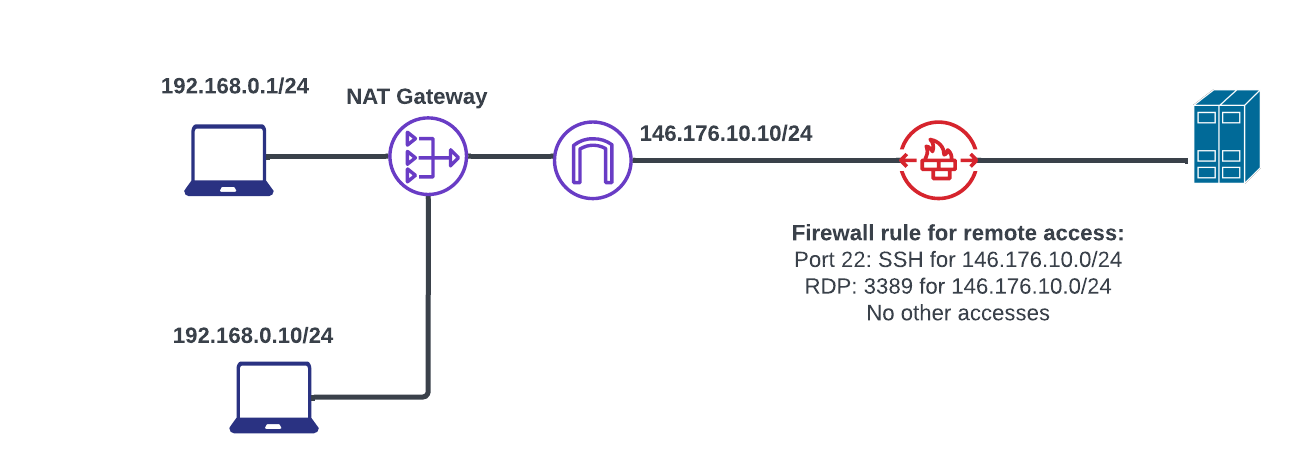 192.168.0.1/24
NAT Gateway
146.176.10.10/24
Firewall rule for remote access:
Port 22: SSH for 146.176.10.0/24
RDP: 3389 for 146.176.10.0/24
No other accesses
192.168.0.10/24